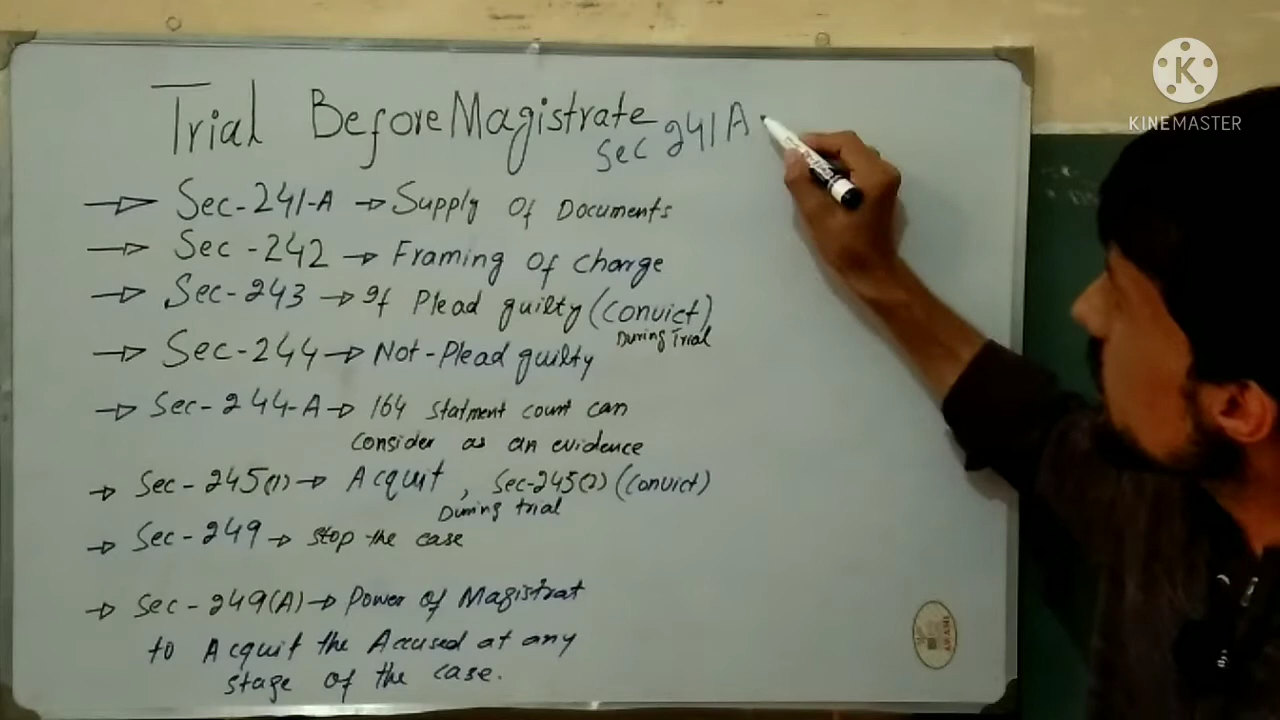 KINEMASTER
Trial Before Magistrate
Sec 241 A
Sec-241-A → Supply Of Documents
Sec-242 → Framing Of Charge
Sec-243 → If Plead guilty (Convict)
During Trial
Sec-244 → Not-Plead guilty
Sec-244-A → 164 statment court can
consider as an evidence
Sec-245(1) → Acquit, Sec-245(2) (Convict)
During trial
Sec-249 → Stop the case
Sec-249(A) → Power of Magistrat
to Acquit the Accused at any
stage of the case.